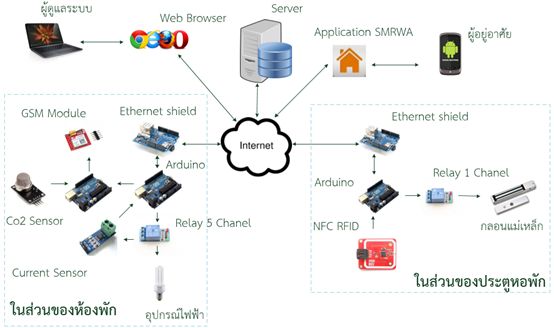 ผู้ดูแลระบบ
Web Browser
Server
Application SMRWA
ผู้อยู่อาศัย
GSM Module
Ethernet shield
Internet
Ethernet shield
Arduino
Arduino
Relay 1 Chanel
Co2 Sensor
Relay 5 Chanel
NFC RFID
กลอนแม่เหล็ก
Current Sensor
ในส่วนของห้องพัก
อุปกรณ์ไฟฟ้า
ในส่วนของประตูหอพัก